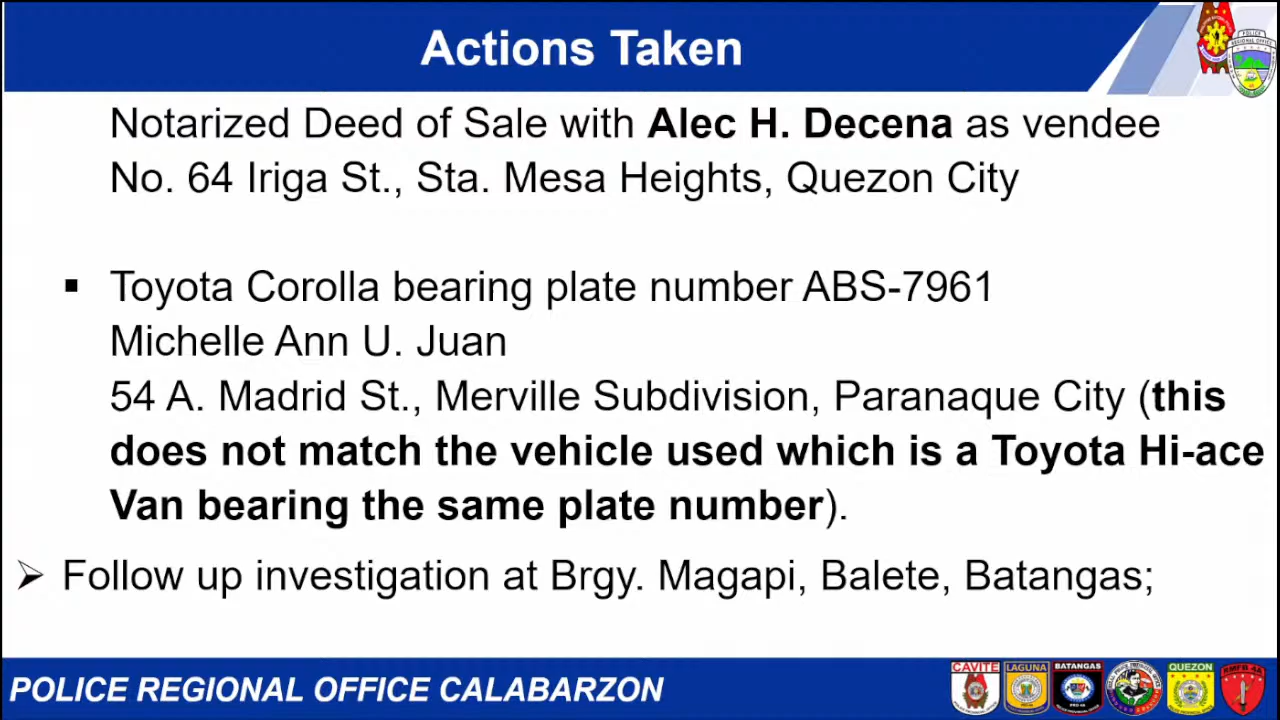 Actions Taken
Notarized Deed of Sale with Alec H. Decena as vendee
No. 64 Iriga St., Sta. Mesa Heights, Quezon City
▪ Toyota Corolla bearing plate number ABS-7961
Michelle Ann U. Juan
54 A. Madrid St., Merville Subdivision, Paranaque City (this
does not match the vehicle used which is a Toyota Hi-ace
Van bearing the same plate number).
➢ Follow up investigation at Brgy. Magapi, Balete, Batangas;
POLICE REGIONAL OFFICE CALABARZON
CAVITE
LAGUNA
BATANGAS
QUEZON
RMFB 4A